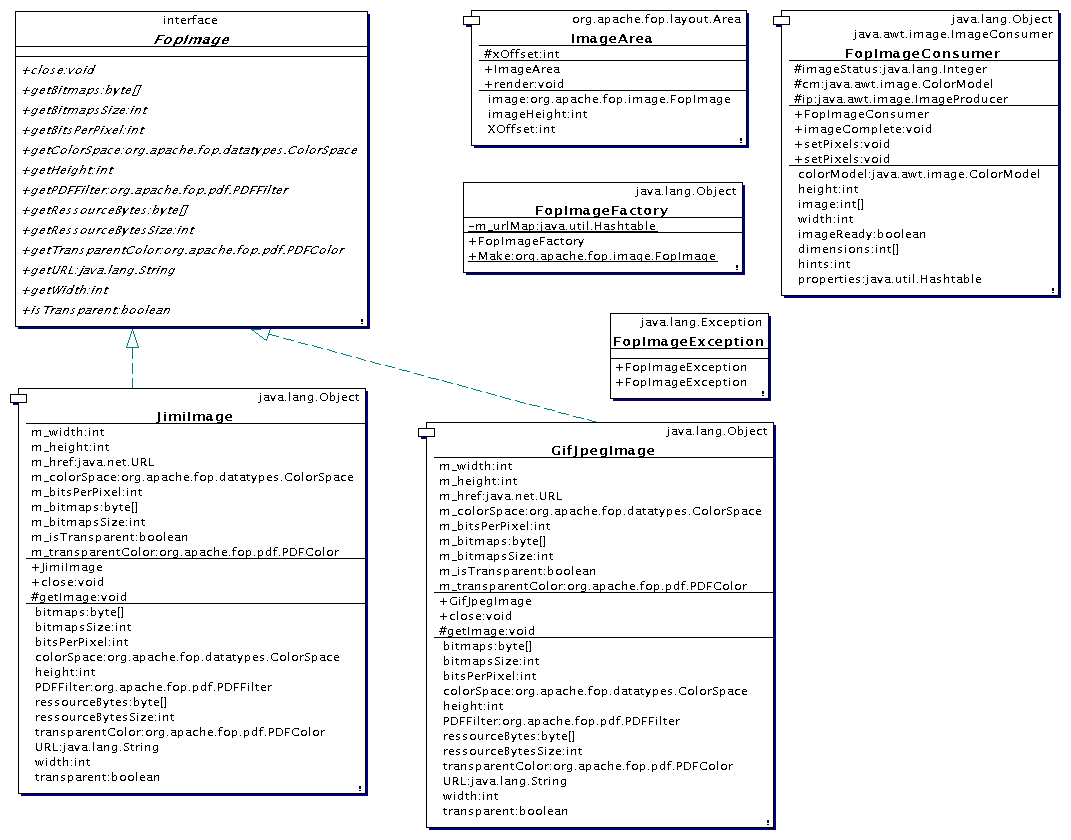 interface
FopImage
+close:void
+getBitmaps:byte[]
+getBitmapsSize:int
+getBitsPerPixel:int
+getColorSpace:org.apache.fop.datatypes.ColorSpace
+getHeight:int
+getPDFFilter:org.apache.fop.pdf.PDFFilter
+getRessourceBytes:byte[]
+getRessourceBytesSize:int
+getTransparentColor:org.apache.fop.pdf.PDFColor
+getURL:java.lang.String
+getWidth:int
+isTransparent:boolean
!
org.apache.fop.layout.Area
ImageArea
#xOffset:int
+ImageArea
+render:void
image:org.apache.fop.image.FopImage
imageHeight:int
XOffset:int
!
java.lang.Object
java.awt.image.ImageConsumer
FopImageConsumer
#imageStatus:java.lang.Integer
#cm:java.awt.image.ColorModel
#ip:java.awt.image.ImageProducer
+FopImageConsumer
+imageComplete:void
+setPixels:void
+setPixels:void
colorModel:java.awt.image.ColorModel
height:int
image:int[]
width:int
imageReady:boolean
dimensions:int[]
hints:int
properties:java.util.Hashtable
!
java.lang.Object
FopImageFactory
-m_urlMap:java.util.Hashtable
+FopImageFactory
+Make:org.apache.fop.image.FopImage
!
java.lang.Exception
FopImageException
+FopImageException
+FopImageException
!
java.lang.Object
JimiImage
m_width:int
m_height:int
m_href:java.net.URL
m_colorSpace:org.apache.fop.datatypes.ColorSpace
m_bitsPerPixel:int
m_bitmaps:byte[]
m_bitmapsSize:int
m_isTransparent:boolean
m_transparentColor:org.apache.fop.pdf.PDFColor
+JimiImage
+close:void
#getImage:void
bitmaps:byte[]
bitmapsSize:int
bitsPerPixel:int
colorSpace:org.apache.fop.datatypes.ColorSpace
height:int
PDFFilter:org.apache.fop.pdf.PDFFilter
ressourceBytes:byte[]
ressourceBytesSize:int
transparentColor:org.apache.fop.pdf.PDFColor
URL:java.lang.String
width:int
transparent:boolean
!
java.lang.Object
GifJpegImage
m_width:int
m_height:int
m_href:java.net.URL
m_colorSpace:org.apache.fop.datatypes.ColorSpace
m_bitsPerPixel:int
m_bitmaps:byte[]
m_bitmapsSize:int
m_isTransparent:boolean
m_transparentColor:org.apache.fop.pdf.PDFColor
+GifJpegImage
+close:void
#getImage:void
bitmaps:byte[]
bitmapsSize:int
bitsPerPixel:int
colorSpace:org.apache.fop.datatypes.ColorSpace
height:int
PDFFilter:org.apache.fop.pdf.PDFFilter
ressourceBytes:byte[]
ressourceBytesSize:int
transparentColor:org.apache.fop.pdf.PDFColor
URL:java.lang.String
width:int
transparent:boolean
!